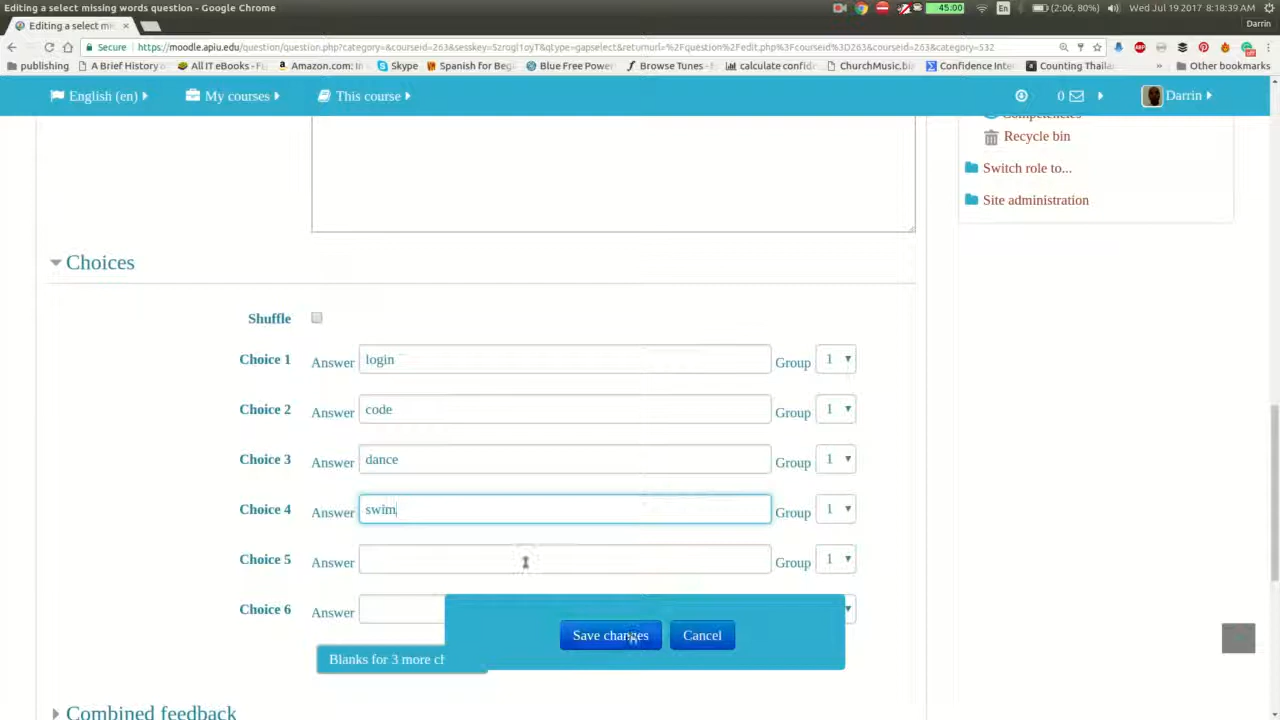 Editing a select missing words question - Google Chrome
En
(2:06, 80%)
Wed Jul 19 2017 8:18:39 AM
45:00
Editing a select mi
Darrin
Secure
https://moodle.apiu.edu/question/question.php?category=&courseid=263&sesskey=5zrogl1oyT&qtype=gapselect&returnurl=%2Fquestion%2Fedit.php%3Fcourseid%3D263&courseid=263&category=532
publishing
A Brief History o
All IT eBooks - F
Amazon.com: In
Skype
Spanish for Beg
Blue Free Power
Browse Tunes -
calculate confid
ChurchMusic.bi
Confidence Inte
Counting Thaila
»
Other bookmarks
English (en)
My courses
This course
0
Darrin
Competencies
Recycle bin
Switch role to...
Site administration
Choices
Shuffle
Choice 1 Answer login Group 1
Choice 2 Answer code Group 1
Choice 3 Answer dance Group 1
Choice 4 Answer swim Group 1
Choice 5 Answer Group 1
Choice 6 Answer
Save changes
Cancel
Blanks for 3 more ch
Combined feedback